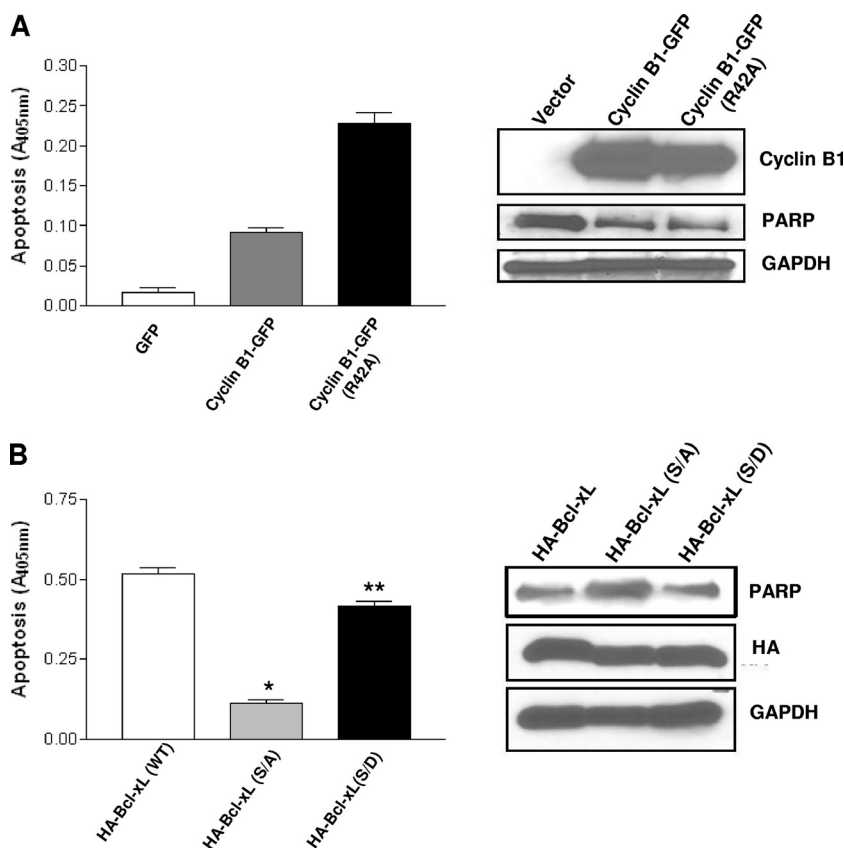 A
Apoptosis (A405nm)
0.30
0.25
0.20
0.15
0.10
0.05
0.00
GFP
Cyclin B1-GFP
Cyclin B1-GFP
(R42A)
Vector
Cyclin B1-GFP
Cyclin B1-GFP
(R42A)
Cyclin B1
PARP
GAPDH
B
Apoptosis (A405nm)
0.75
0.50
0.25
0.00
*
**
HA-Bcl-xL (WT)
HA-Bcl-xL (S/A)
HA-Bcl-xL(S/D)
HA-Bcl-xL
HA-Bcl-xL (S/A)
HA-Bcl-xL (S/D)
PARP
HA
GAPDH